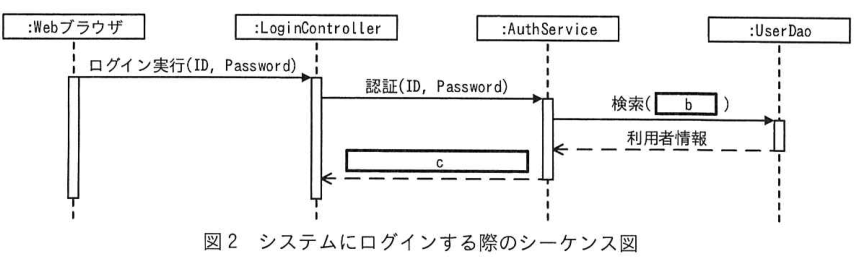 :Webブラウザ
:LoginController
:AuthService
:UserDao
ログイン実行(ID, Password)
認証(ID, Password)
検索( b )
利用者情報
c
図2 システムにログインする際のシーケンス図